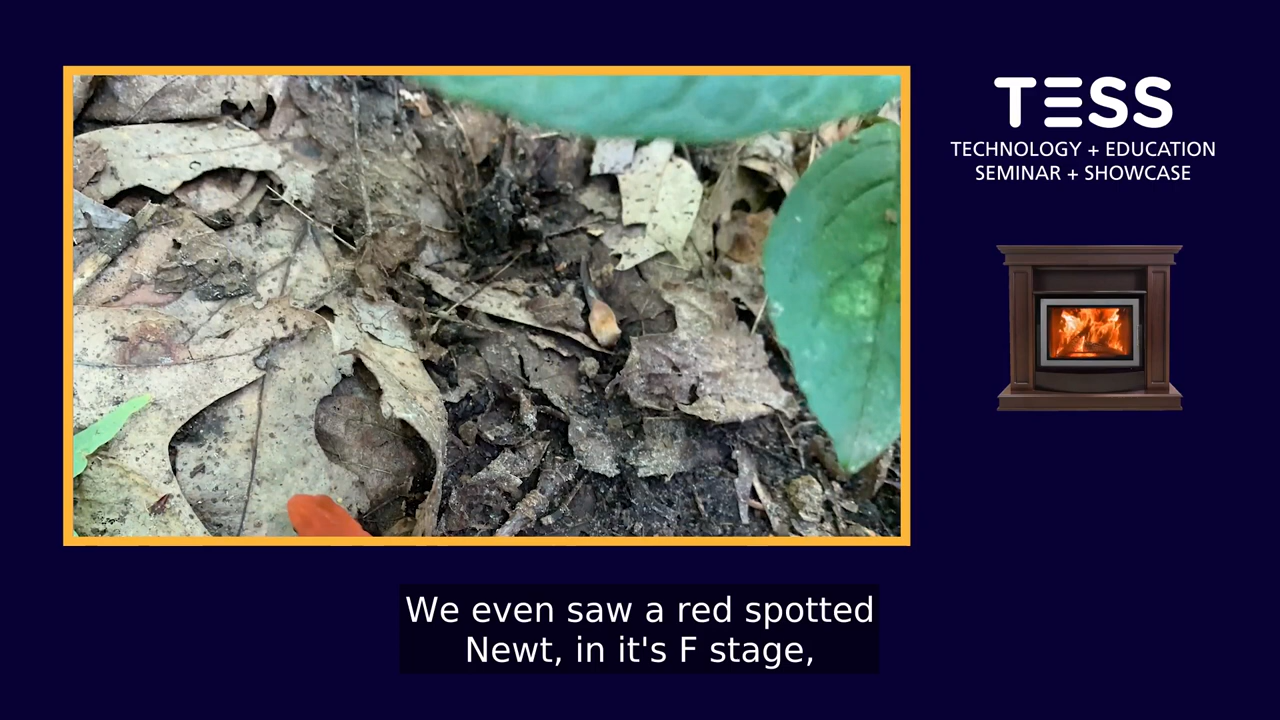 TESS
TECHNOLOGY + EDUCATION
SEMINAR + SHOWCASE
We even saw a red spotted
Newt, in it's F stage,